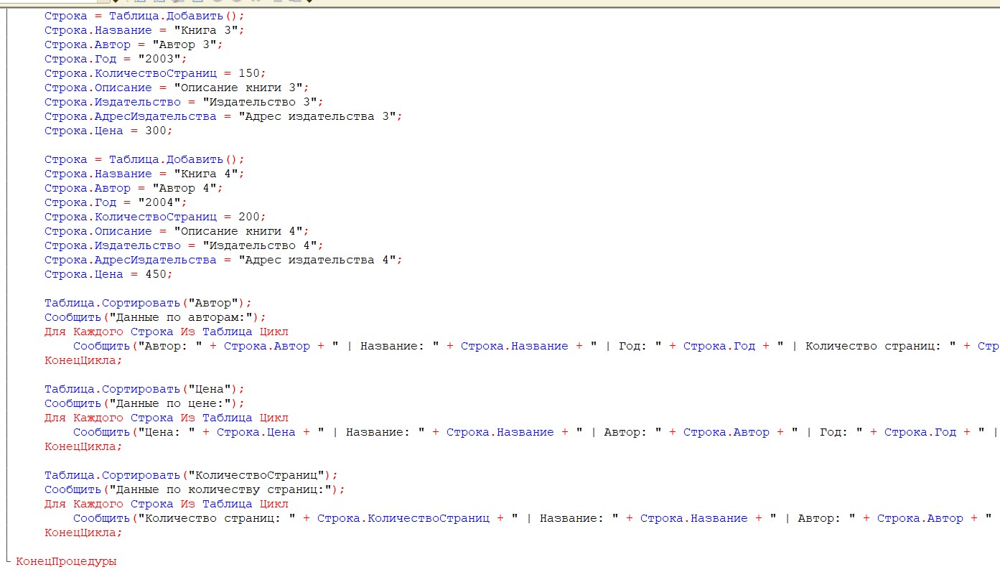 Строка = Таблица.Добавить();
Строка.Название = "Книга 3";
Строка.Автор = "Автор 3";
Строка.Год = "2003";
Строка.КоличествоСтраниц = 150;
Строка.Описание = "Описание книги 3";
Строка.Издательство = "Издательство 3";
Строка.АдресИздательства = "Адрес издательства 3";
Строка.Цена = 300;
Строка = Таблица.Добавить();
Строка.Название = "Книга 4";
Строка.Автор = "Автор 4";
Строка.Год = "2004";
Строка.КоличествоСтраниц = 200;
Строка.Описание = "Описание книги 4";
Строка.Издательство = "Издательство 4";
Строка.АдресИздательства = "Адрес издательства 4";
Строка.Цена = 450;
Таблица.Сортировать("Автор");
Сообщить("Данные по авторам:");
Для Каждого Строка Из Таблица Цикл
Сообщить("Автор: " + Строка.Автор + " | Название: " + Строка.Название + " | Год: " + Строка.Год + " | Количество страниц: " + Стр
КонецЦикла;
Таблица.Сортировать("Цена");
Сообщить("Данные по цене:");
Для Каждого Строка Из Таблица Цикл
Сообщить("Цена: " + Строка.Цена + " | Название: " + Строка.Название + " | Автор: " + Строка.Автор + " | Год: " + Строка.Год + " |
КонецЦикла;
Таблица.Сортировать("КоличествоСтраниц");
Сообщить("Данные по количеству страниц:");
Для Каждого Строка Из Таблица Цикл
Сообщить("Количество страниц: " + Строка.КоличествоСтраниц + " | Название: " + Строка.Название + " | Автор: " + Строка.Автор + "
КонецЦикла;
КонецПроцедуры